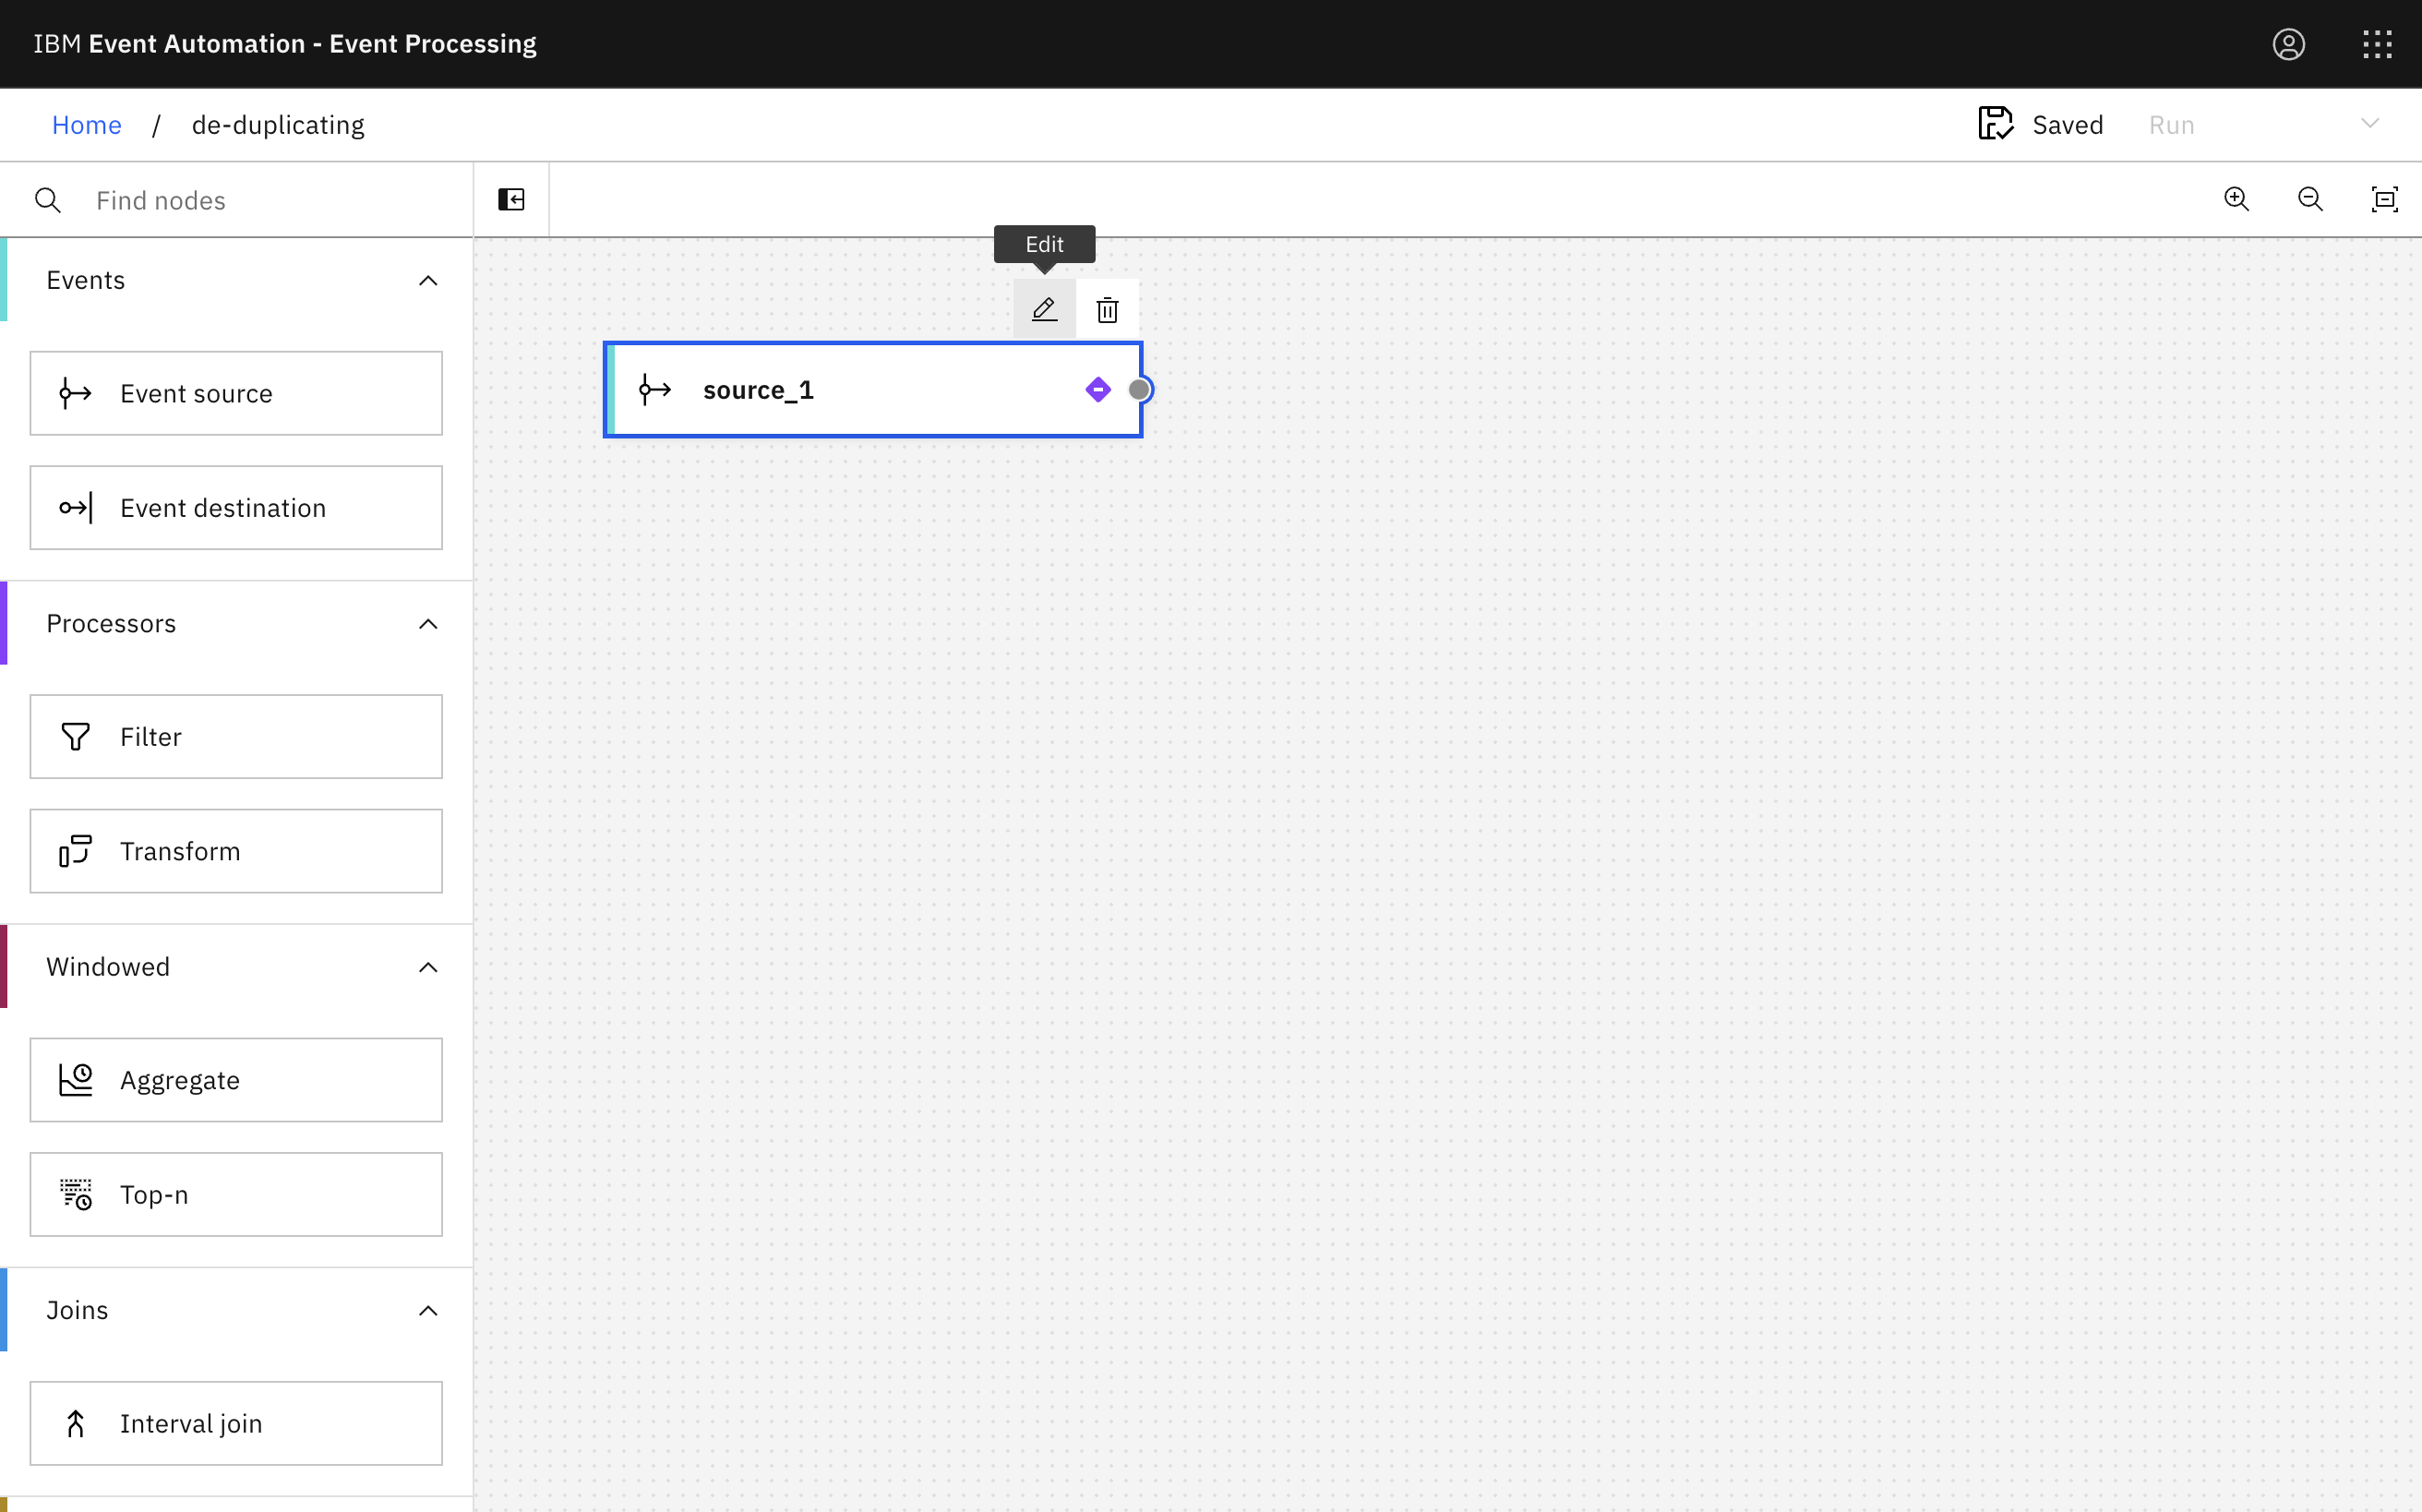 IBM Event Automation - Event Processing
Home / de-duplicating
Saved
Run
Find nodes
Edit
Events
source_1
Event source
Event destination
Processors
Filter
Transform
Windowed
Aggregate
Top-n
Joins
Interval join